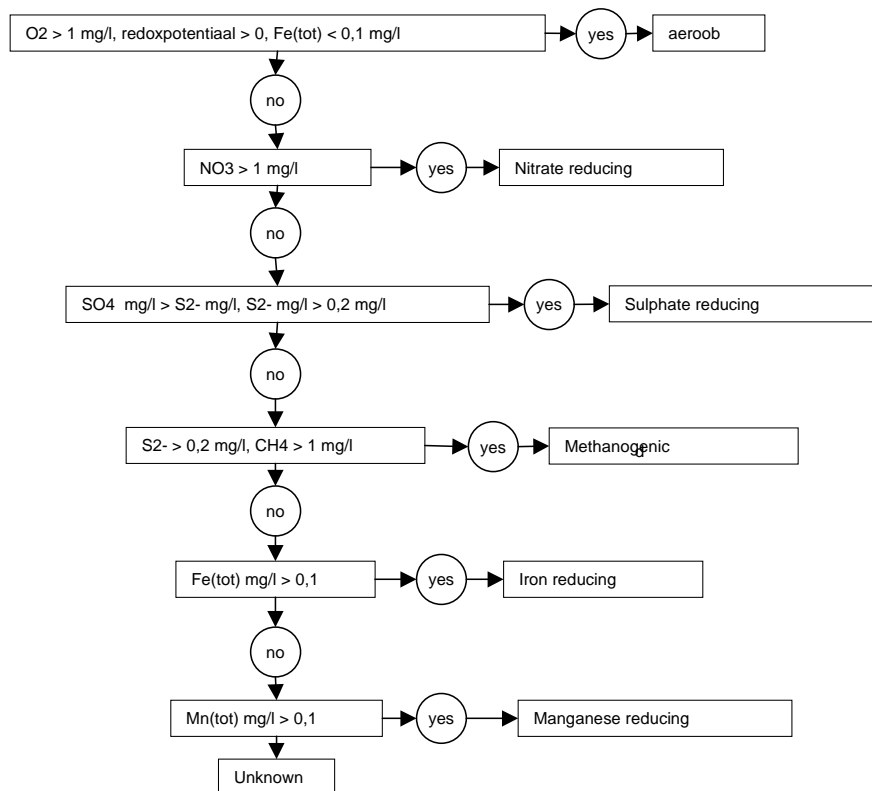 O2 > 1 mg/l, redoxpotentiaal > 0, Fe(tot) < 0,1 mg/l
yes
aeroob
no
NO3 > 1 mg/l
yes
Nitrate reducing
no
SO4 mg/l > S2- mg/l, S2- mg/l > 0,2 mg/l
yes
Sulphate reducing
no
S2- > 0,2 mg/l, CH4 > 1 mg/l
yes
Methanogenic
d
no
Fe(tot) mg/l > 0,1
yes
Iron reducing
no
Mn(tot) mg/l > 0,1
yes
Manganese reducing
Unknown